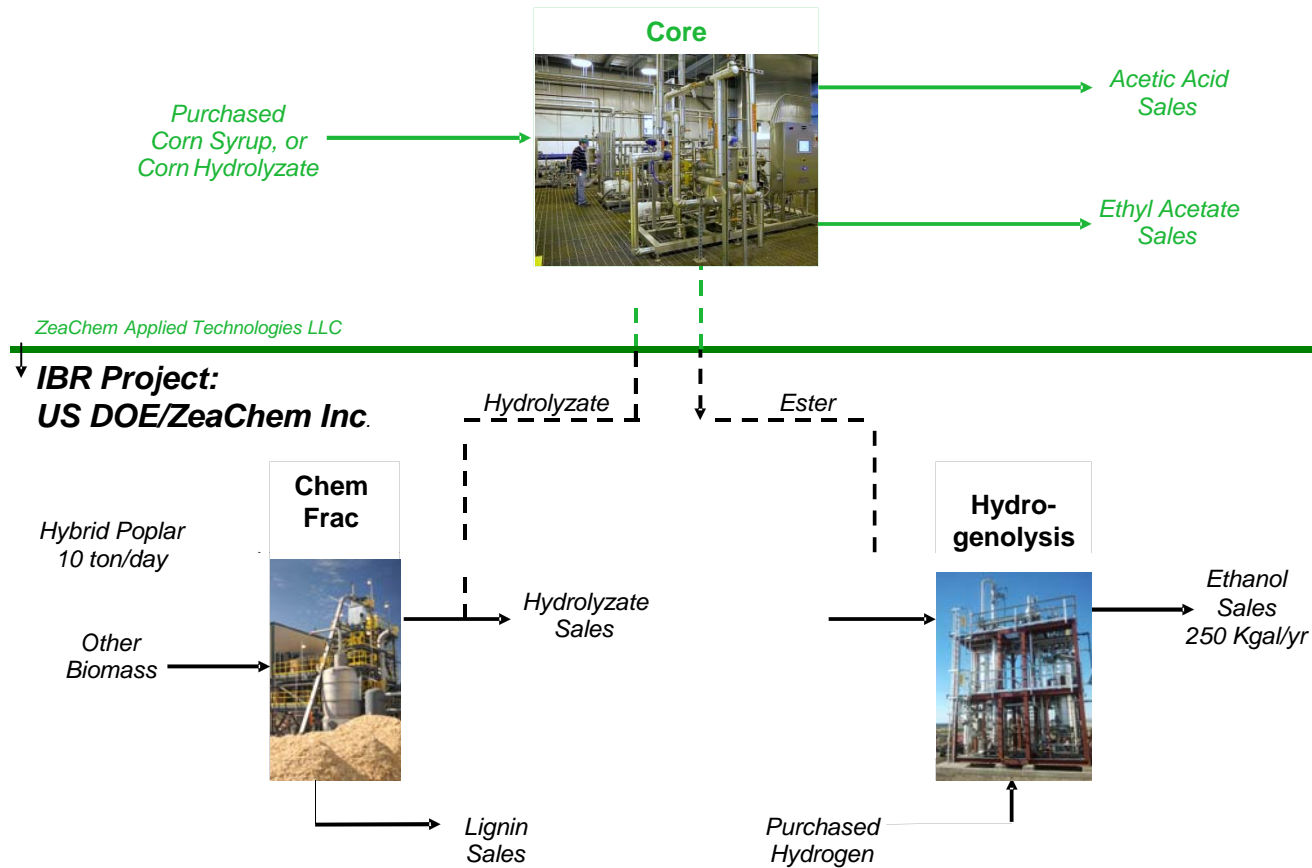 Core
Purchased
Corn Syrup, or
Corn Hydrolyzate
Acetic Acid
Sales
Ethyl Acetate
Sales
ZeaChem Applied Technologies LLC
IBR Project:
US DOE/ZeaChem Inc.
Hydrolyzate
Ester
Chem
Frac
Hybrid Poplar
10 ton/day
Other
Biomass
Hydrolyzate
Sales
Hydro-
genolysis
Ethanol
Sales
250 Kgal/yr
Lignin
Sales
Purchased
Hydrogen